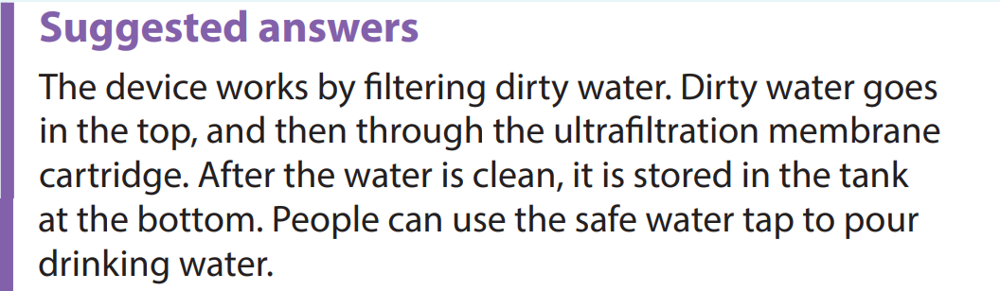 Suggested answers
The device works by filtering dirty water. Dirty water goes
in the top, and then through the ultrafiltration membrane
cartridge. After the water is clean, it is stored in the tank
at the bottom. People can use the safe water tap to pour
drinking water.